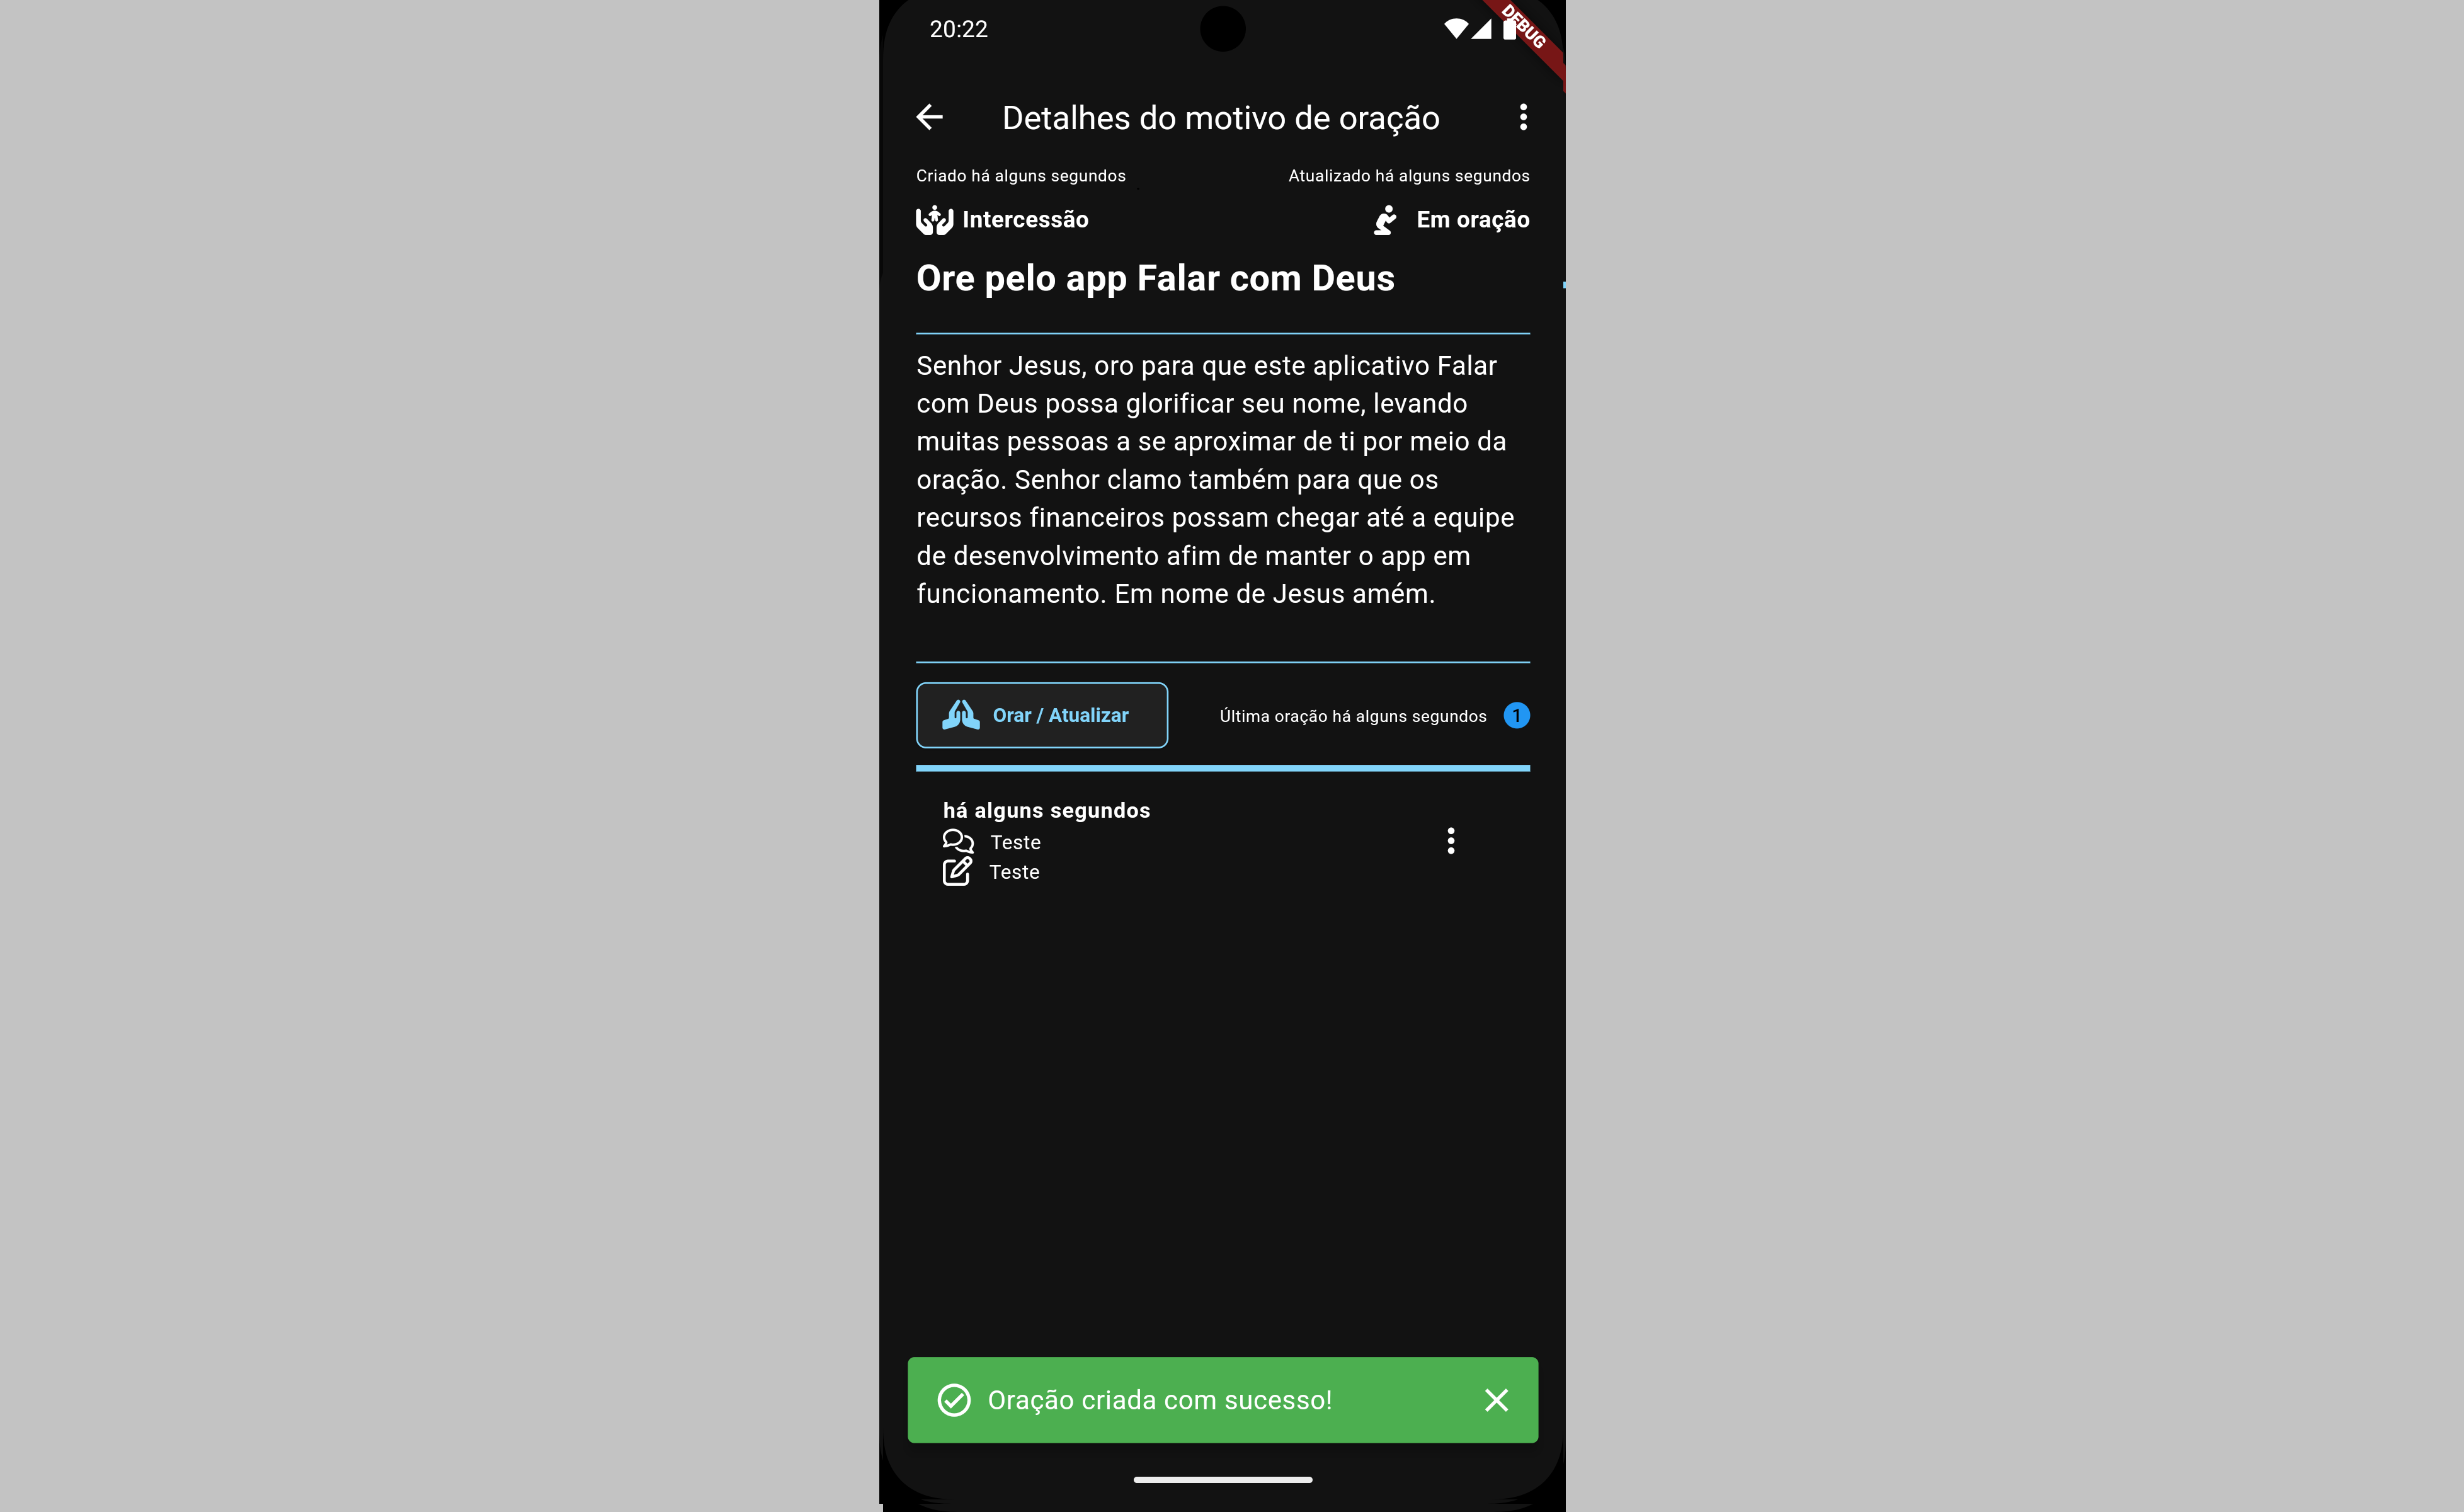 20:22
DEBUG
Detalhes do motivo de oração
Criado há alguns segundos
Atualizado há alguns segundos
Intercessão
Em oração
Ore pelo app Falar com Deus
Senhor Jesus, oro para que este aplicativo Falar
com Deus possa glorificar seu nome, levando
muitas pessoas a se aproximar de ti por meio da
oração. Senhor clamo também para que os
recursos financeiros possam chegar até a equipe
de desenvolvimento afim de manter o app em
funcionamento. Em nome de Jesus amém.
Orar / Atualizar
Última oração há alguns segundos
1
há alguns segundos
Teste
Teste
Oração criada com sucesso!